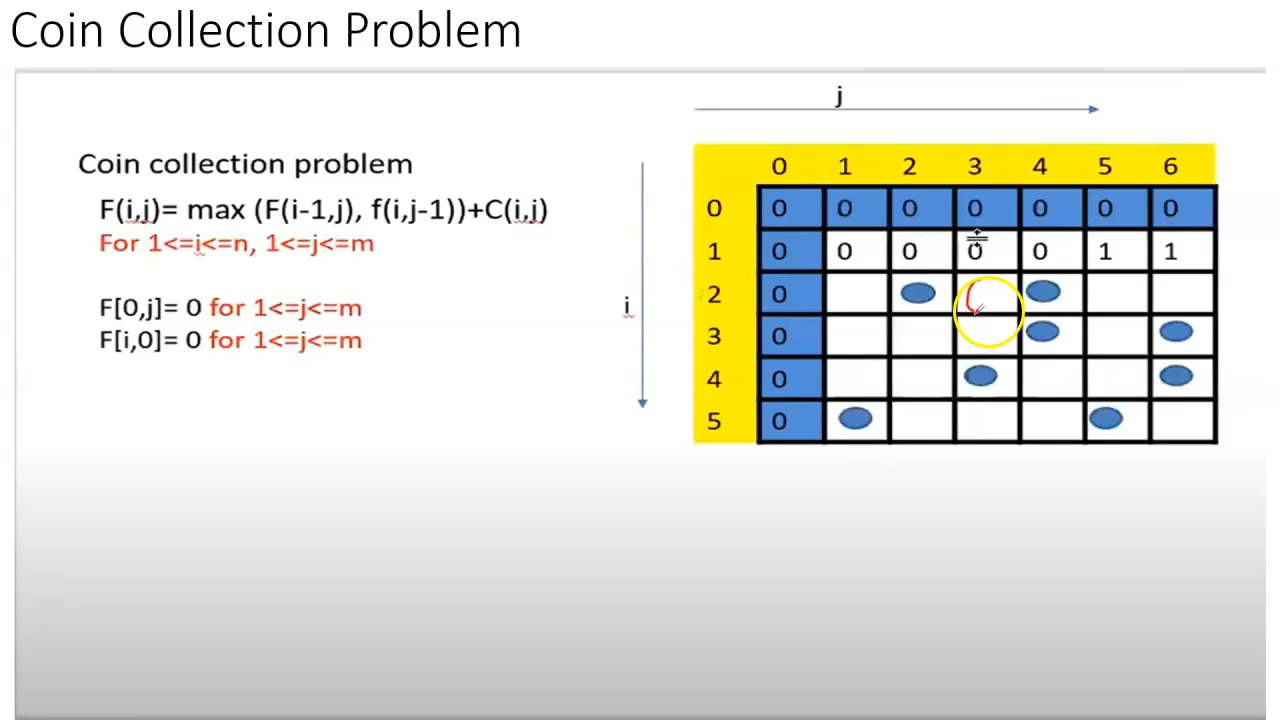 Coin Collection Problem
j
Coin collection problem
F(i,j)= max (F(i-1,j), f(i,j-1))+C(i,j)
For 1<=i<=n, 1<=j<=m
F[0,j]= 0 for 1<=j<=m
F[i,0]= 0 for 1<=j<=m
i
0 1 2 3 4 5 6
0 0 0 0 0 0 0 0
1 0 0 0 0 0 1 1
2 0
3 0
4 0
5 0